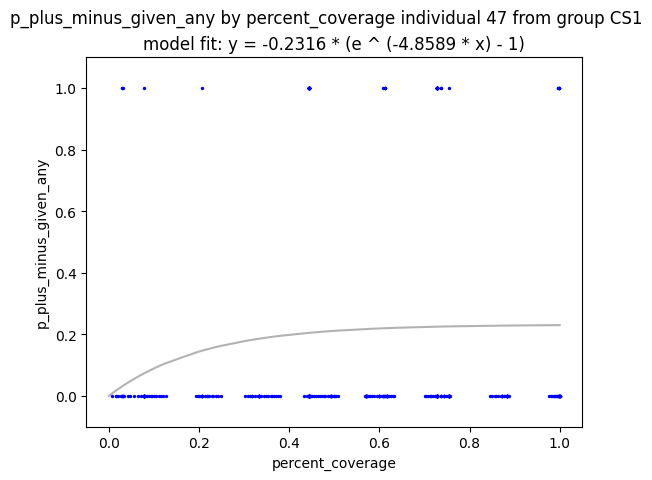 p_plus_minus_given_any by percent_coverage individual 47 from group CS1
model fit: y = -0.2316 * (e ^ (-4.8589 * x) - 1)
1.0
0.8
0.6
0.4
0.2
0.0
p_plus_minus_given_any
0.0 0.2 0.4 0.6 0.8 1.0
percent_coverage